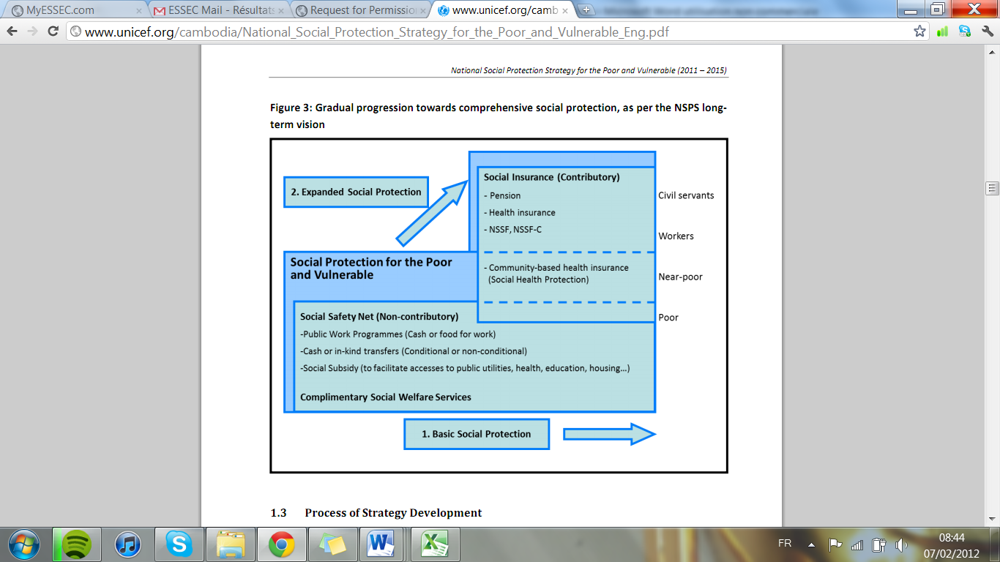 MyESSEC.com
ESSEC Mail - Résultats
Request for Permission
www.unicef.org/camb
www.unicef.org/cambodia/National_Social_Protection_Strategy_for_the_Poor_and_Vulnerable_Eng.pdf
National Social Protection Strategy for the Poor and Vulnerable (2011 – 2015)
Figure 3: Gradual progression towards comprehensive social protection, as per the NSPS long-
term vision
2. Expanded Social Protection
Social Insurance (Contributory)
- Pension
- Health insurance
- NSSF, NSSF-C
- Community-based health insurance
(Social Health Protection)
Civil servants
Workers
Near-poor
Poor
Social Protection for the Poor
and Vulnerable
Social Safety Net (Non-contributory)
-Public Work Programmes (Cash or food for work)
-Cash or in-kind transfers (Conditional or non-conditional)
-Social Subsidy (to facilitate accesses to public utilities, health, education, housing...)
Complimentary Social Welfare Services
1. Basic Social Protection
1.3 Process of Strategy Development
FR
08:44
07/02/2012